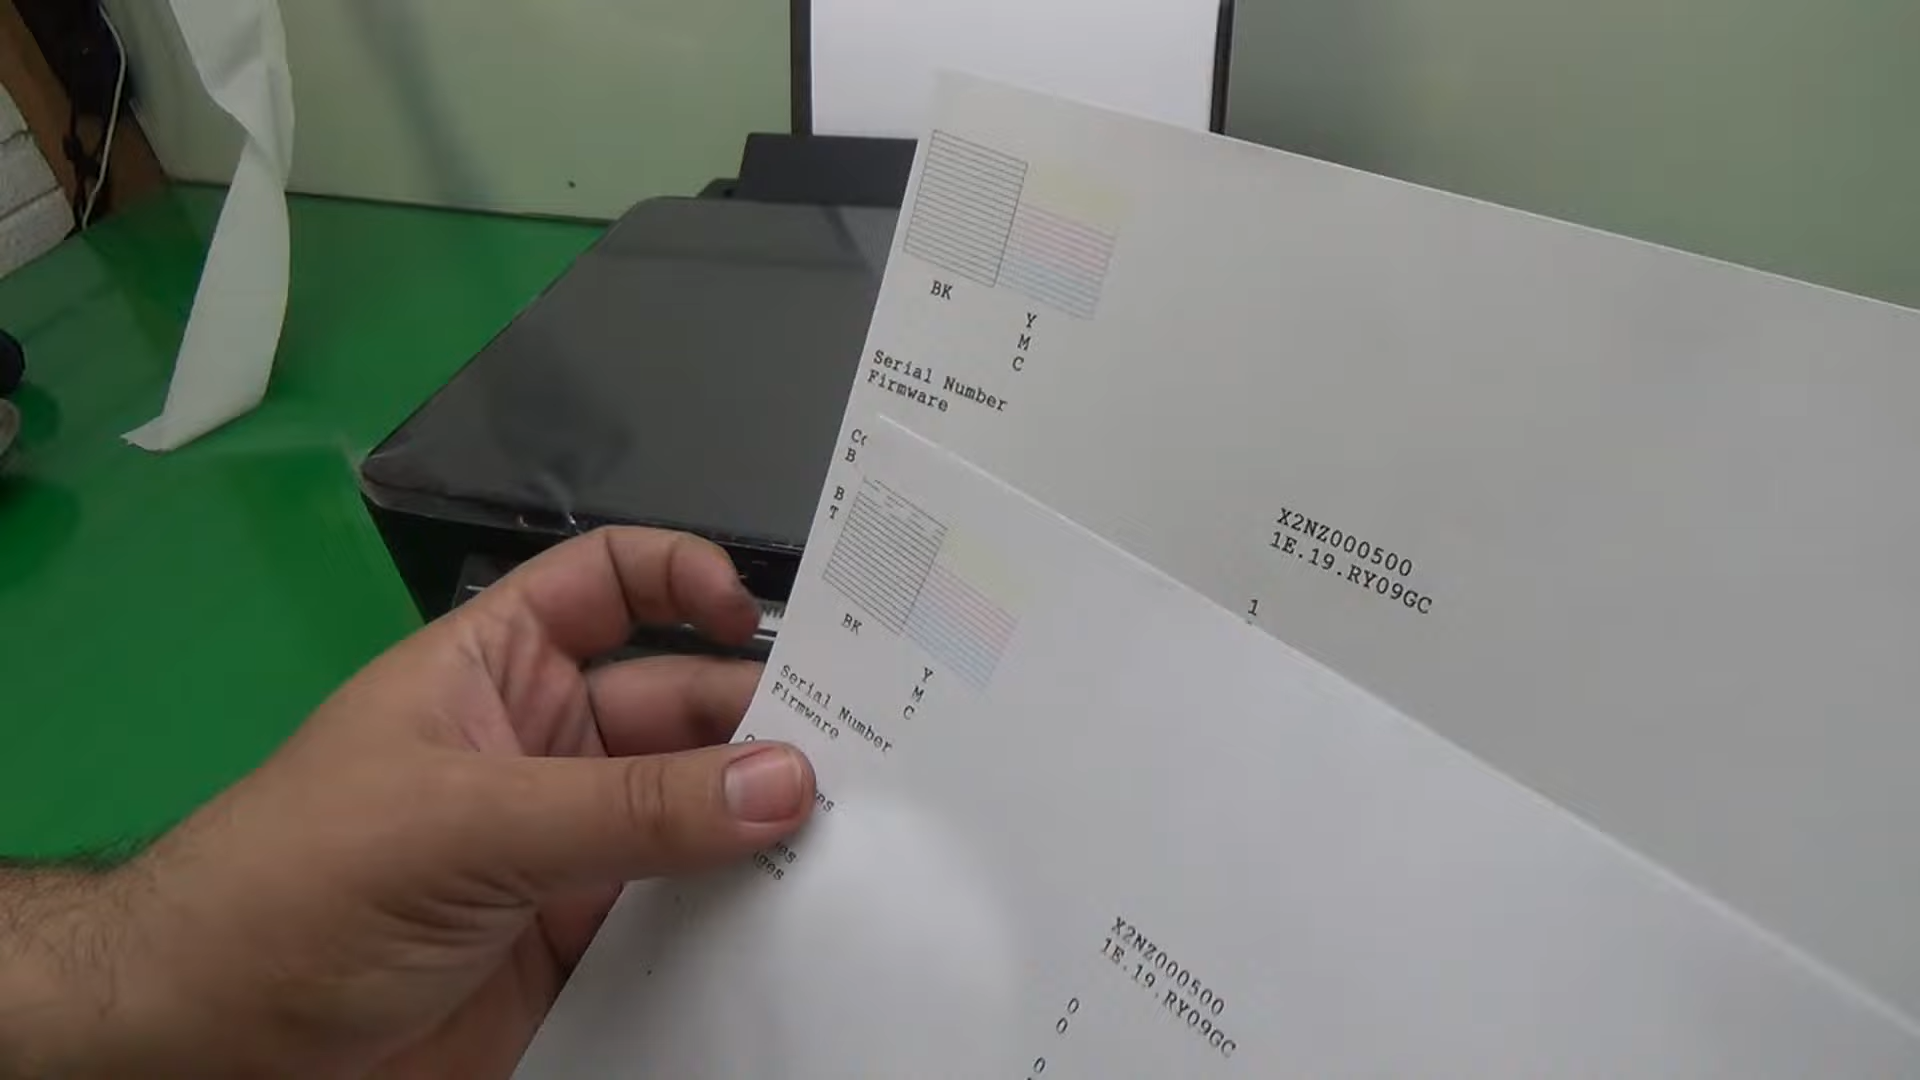 BK
Y
M
C
Serial Number
Firmware
X2NZ000500
1E.19.RY09GC
1
B
B
T
BK
Y
M
C
Serial Number
Firmware
X2NZ000500
1E.19.RY09GC
0
0
0